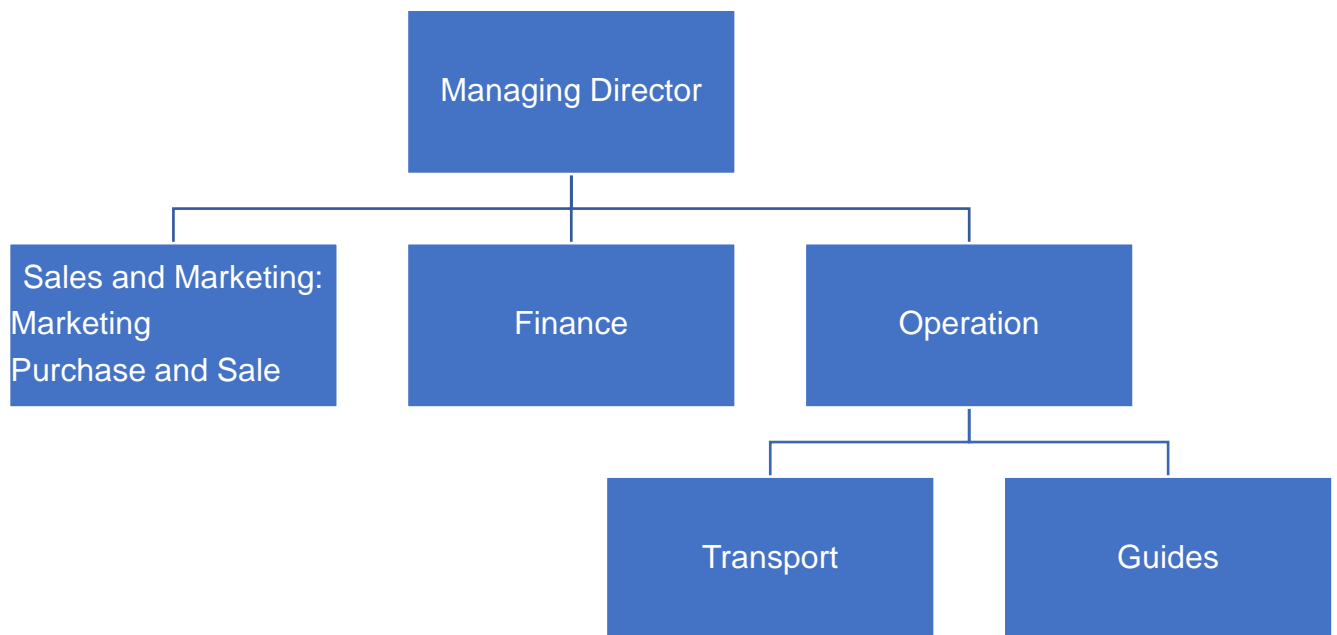 Managing Director
Sales and Marketing:
Marketing
Purchase and Sale
Finance
Operation
Transport
Guides